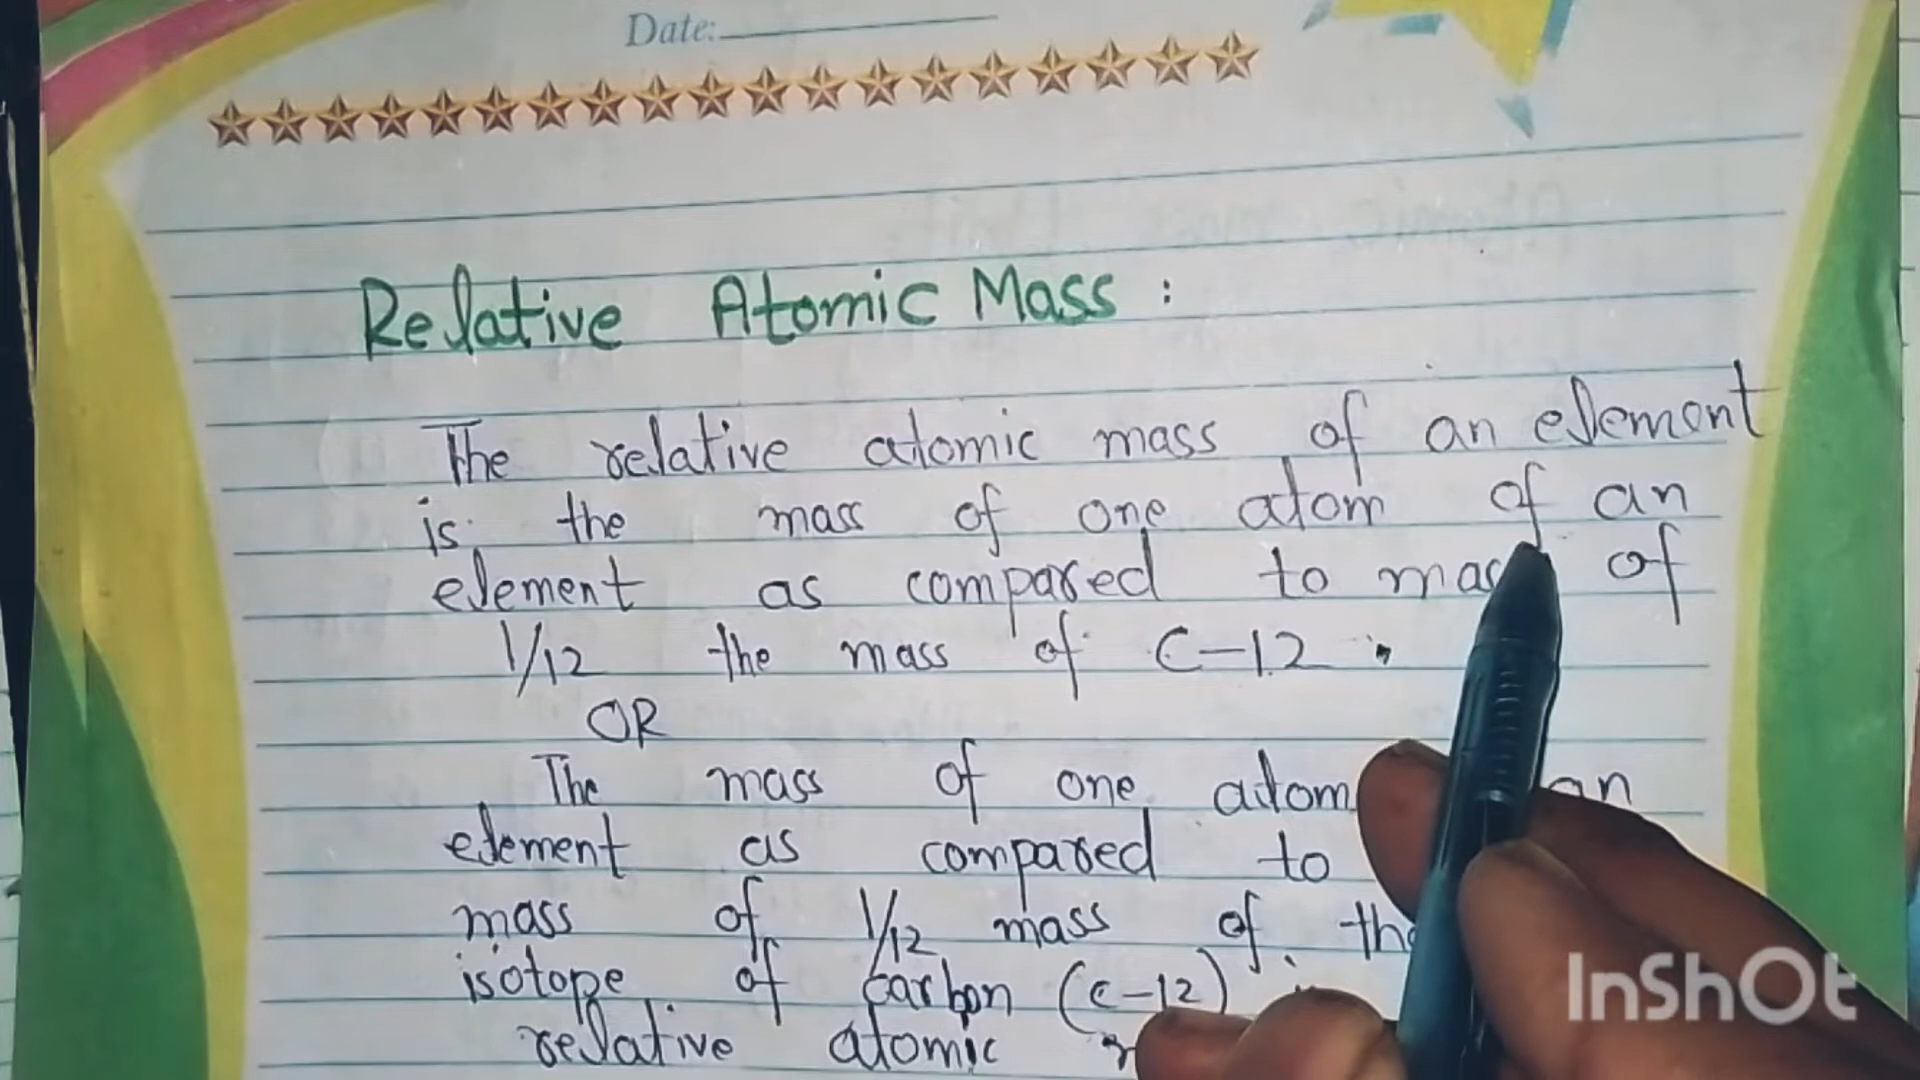 Date:
Relative Atomic Mass :
The relative atomic mass of an element
is the mass of one atom of an
element as compared to mass of
1/12 the mass of C-12 .
OR
The mass of one atom an
element as compared to
mass of 1/12 mass of
isotope of carbon (c-12)
relative atomic
InShOt